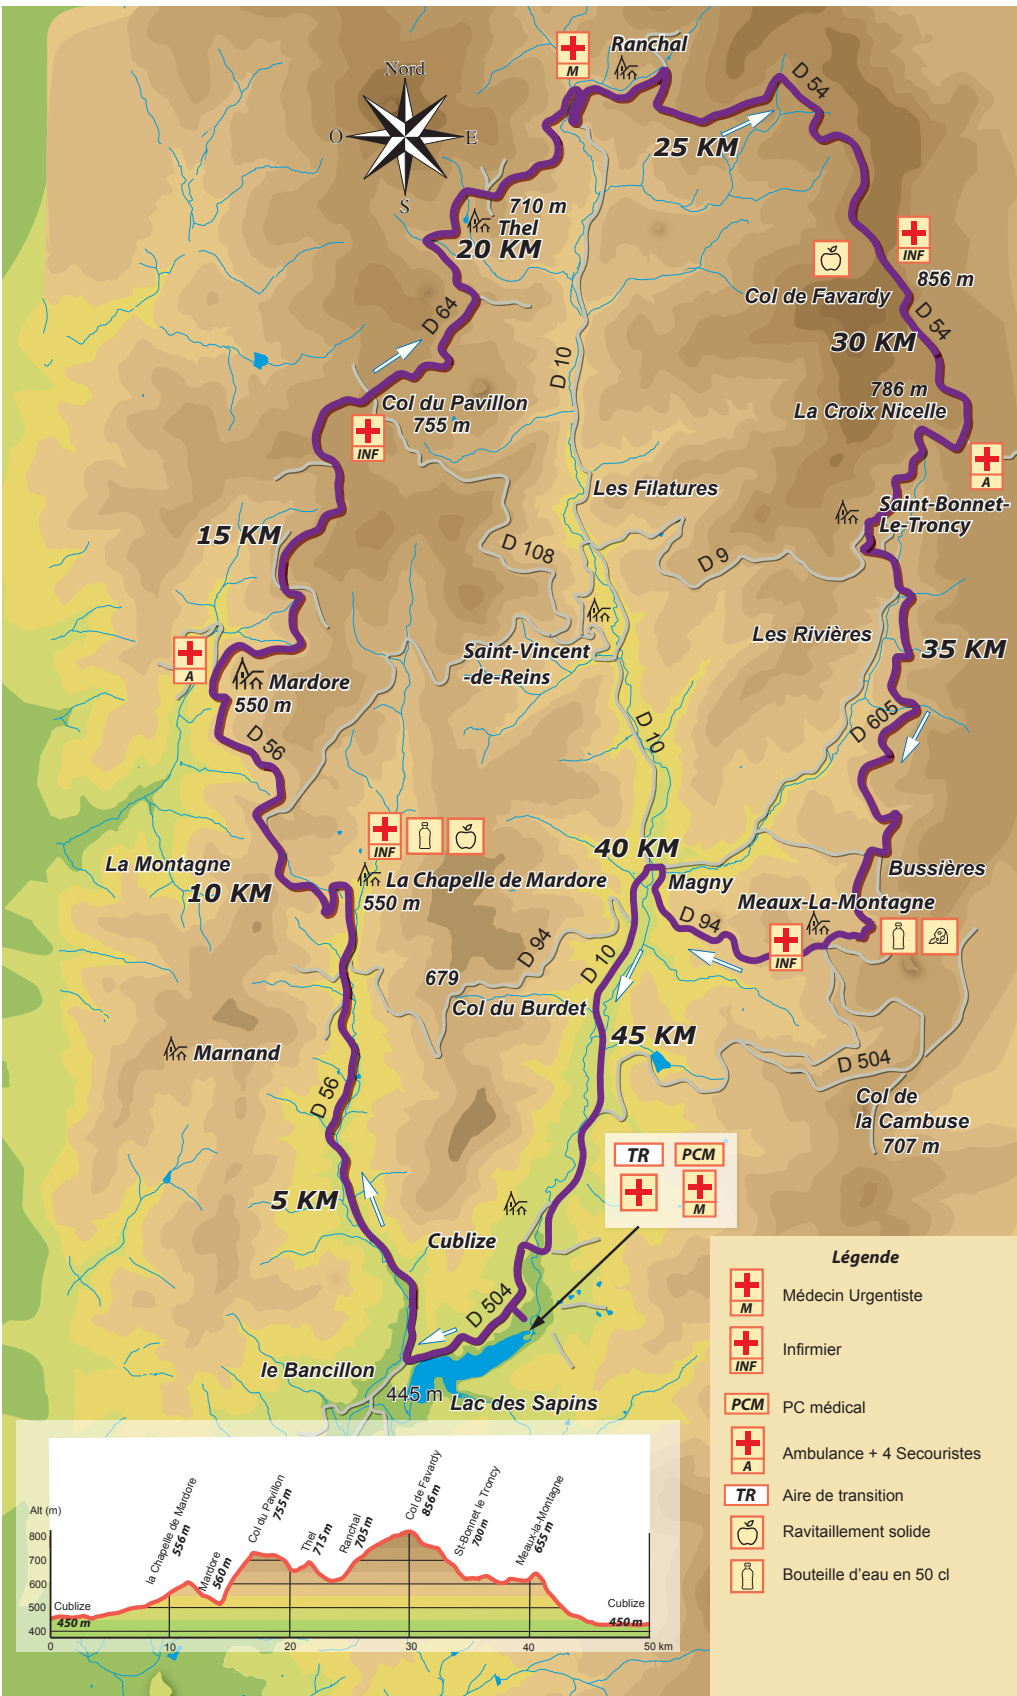 Nord
O
E
S
M
Ranchal
D 54
25 KM
710 m
Thel
20 KM
INF
856 m
Col de Favardy
D 54
30 KM
D 64
D 10
786 m
La Croix Nicelle
Col du Pavillon
755 m
INF
A
Les Filatures
Saint-Bonnet-
Le-Troncy
15 KM
D 108
D 9
Les Rivières
35 KM
Saint-Vincent
-de-Reins
A
Mardore
550 m
D 56
D 10
D 605
INF
40 KM
La Montagne
10 KM
La Chapelle de Mardore
550 m
Magny
Bussières
Meaux-La-Montagne
D 94
INF
D 94
D 10
679
Col du Burdet
45 KM
Marnand
D 56
D 504
Col de
la Cambuse
707 m
TR
PCM
M
5 KM
Cublize
D 504
le Bancillon
445 m
Lac des Sapins
Légende
M
Médecin Urgentiste
INF
Infirmier
PCM
PC médical
A
Ambulance + 4 Secouristes
TR
Aire de transition
Ravitaillement solide
Bouteille d'eau en 50 cl
Alt (m)
800
700
600
500
400
Cublize
450 m
la Chapelle de Mardore
556 m
Mardore
560 m
Col du Pavillon
755 m
Thel
715 m
Ranchal
705 m
Col de Favardy
856 m
St-Bonnet le Troncy
700 m
Meaux-la-Montagne
655 m
Cublize
450 m
0
10
20
30
40
50 km